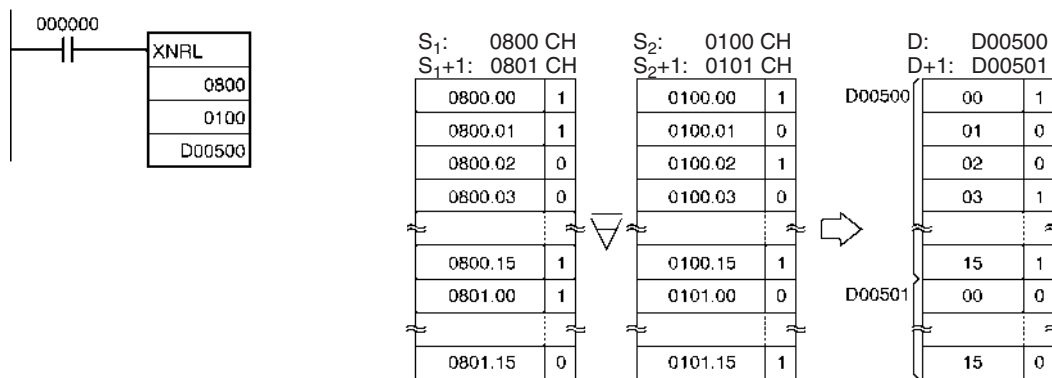 000000
XNRL
0800
0100
D00500
S₁: 0800 CH
S₁+1: 0801 CH
0800.00 1
0800.01 1
0800.02 0
0800.03 0
0800.15 1
0801.00 1
0801.15 0
S₂: 0100 CH
S₂+1: 0101 CH
0100.00 1
0100.01 0
0100.02 1
0100.03 0
0100.15 1
0101.00 0
0101.15 1
D: D00500
D+1: D00501
D00500
00 1
01 0
02 0
03 1
15 1
D00501
00 0
15 0